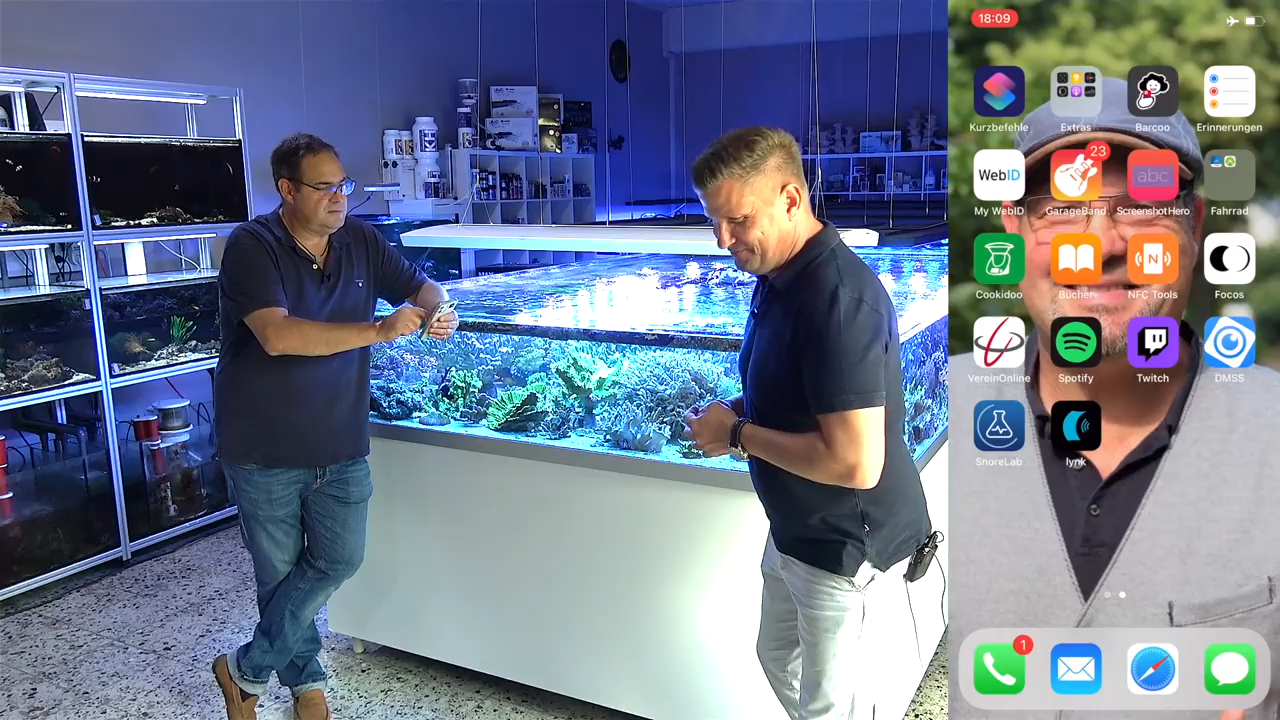 18:09
Kurzbefehle
Extras
Barcoo
Erinnerungen
WebID
23
abc
My WebID
GarageBand
ScreenshotHero
Fahrrad
N
Cookidoo
Bücher
NFC Tools
Focos
VereinOnline
Spotify
Twitch
DMSS
SnoreLab
lynk
1